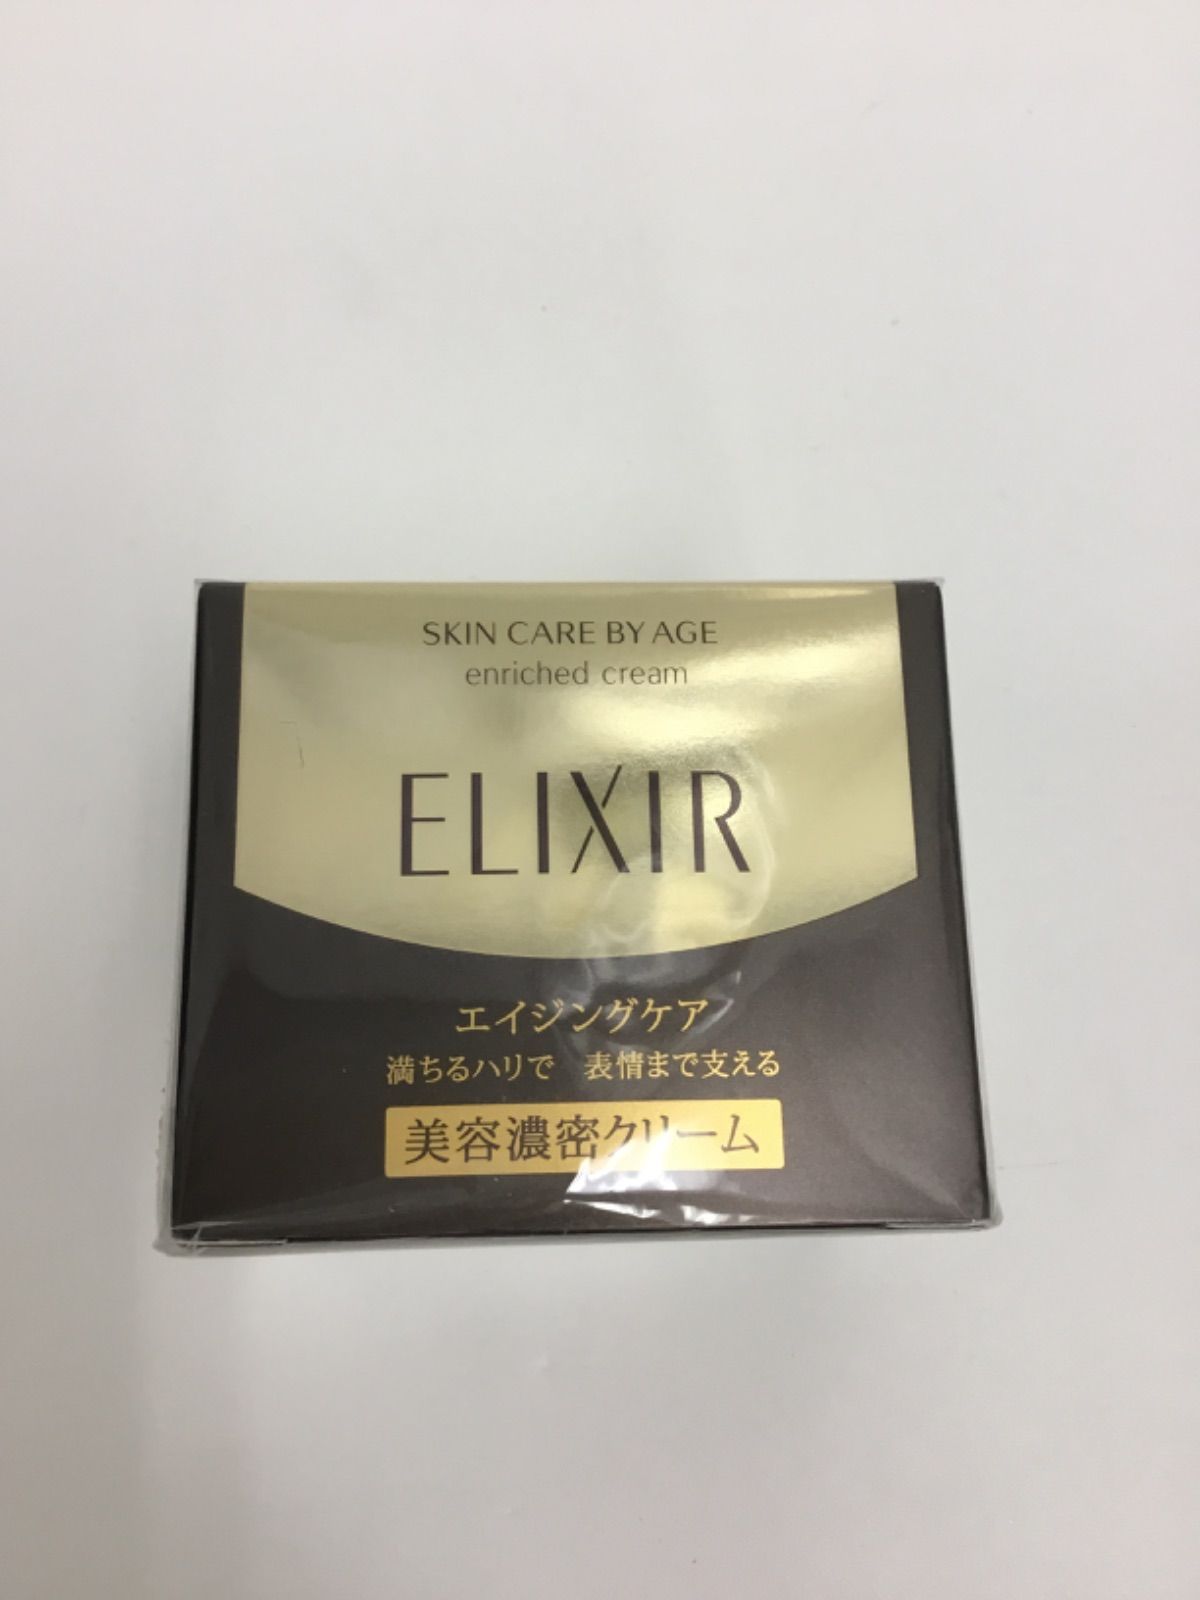 SKIN CARE BY AGE
enriched cream
ELIXIR
エイジングケア
満ちるハリで 表情まで支える
美容濃密クリーム